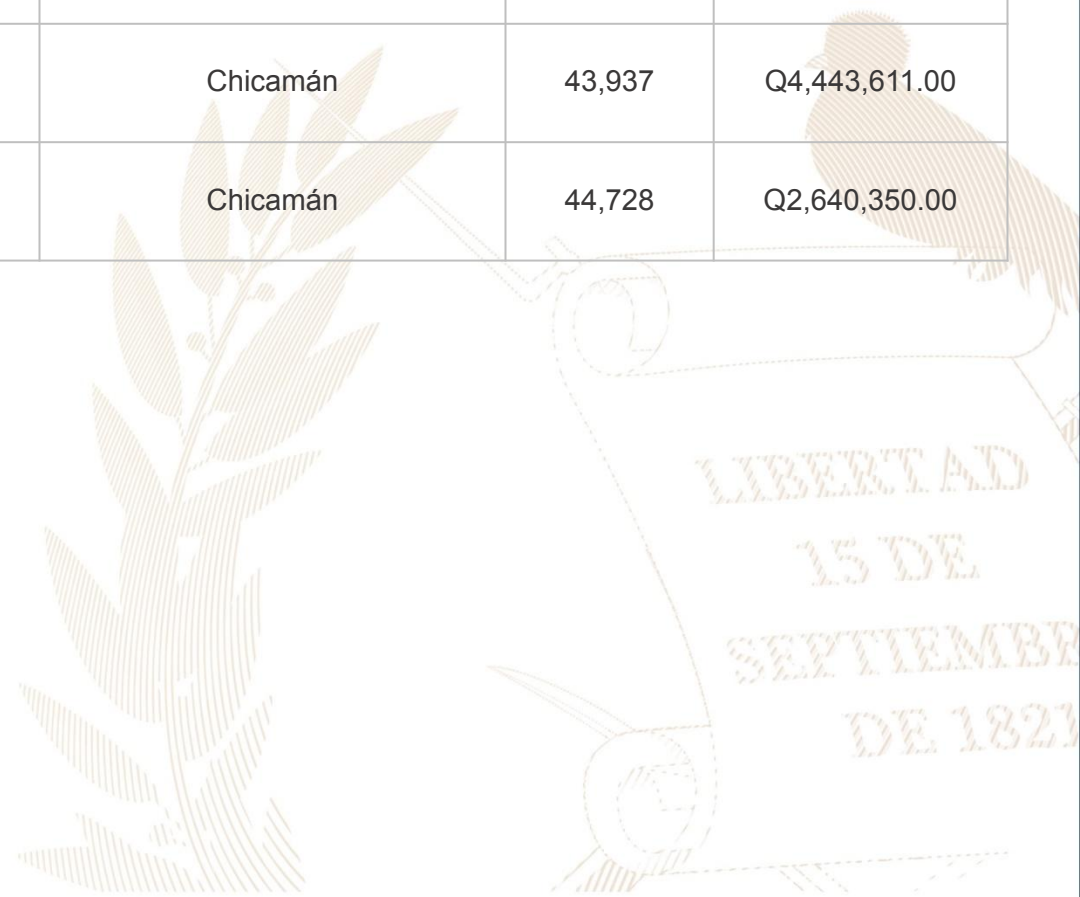 Chicamán 43,937 Q4,443,611.00
Chicamán 44,728 Q2,640,350.00
LIBERTAD
15 DE
SEPTIEMBR
DE 1821